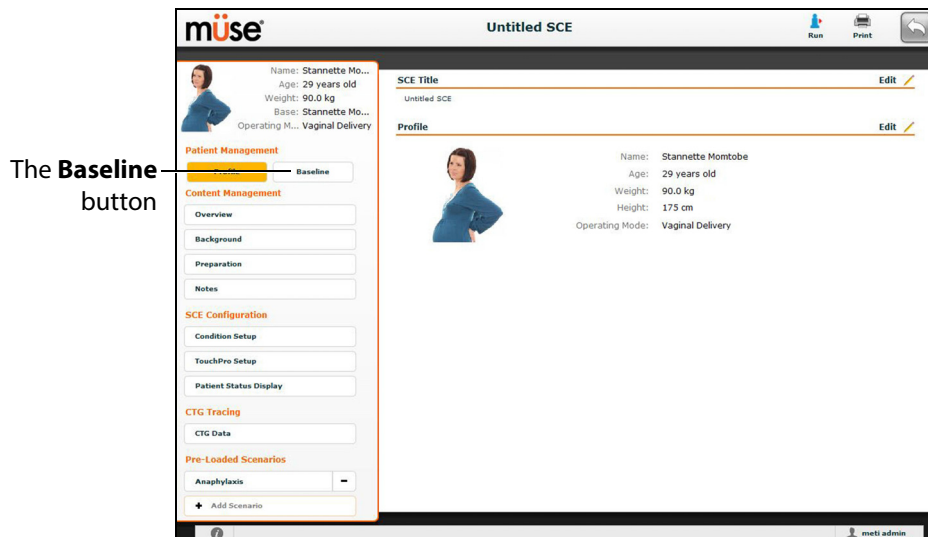 müse
Untitled SCE
Run
Print
Name: Stannette Mo...
Age: 29 years old
Weight: 90.0 kg
Base: Stannette Mo...
Operating M... Vaginal Delivery
Patient Management
Profile
Baseline
Content Management
Overview
Background
Preparation
Notes
SCE Configuration
Condition Setup
TouchPro Setup
Patient Status Display
CTG Tracing
CTG Data
Pre-Loaded Scenarios
Anaphylaxis -
+ Add Scenario
SCE Title Edit
Untitled SCE
Profile Edit
Name: Stannette Momtobe
Age: 29 years old
Weight: 90.0 kg
Height: 175 cm
Operating Mode: Vaginal Delivery
The Baseline
button
i
meti admin